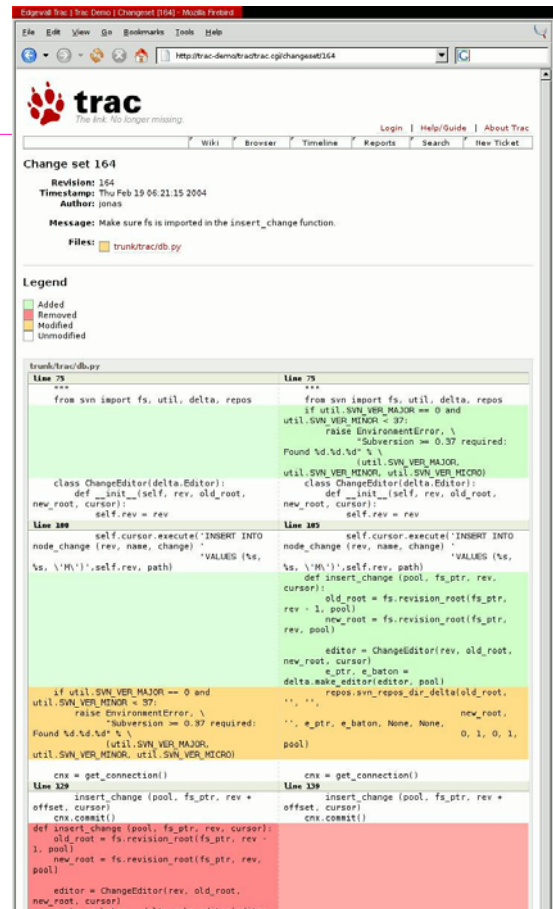 Edgewall Trac | Trac Demo | Changeset [164] - Mozilla Firebird
File Edit View Go Bookmarks Tools Help
http://trac-demo/trac/trac.cgi/changeset/164
trac
The link. No longer missing.
Login | Help/Guide | About Trac
Wiki Browser Timeline Reports Search New Ticket
Change set 164
Revision: 164
Timestamp: Thu Feb 19 06:21:15 2004
Author: jonas
Message: Make sure fs is imported in the insert_change function.
Files: trunk/trac/db.py
Legend
Added
Removed
Modified
Unmodified
trunk/trac/db.py
line 75
"""
from svn import fs, util, delta, repos
class ChangeEditor(delta.Editor):
def __init__(self, rev, old_root,
new_root, cursor):
self.rev = rev
line 75
"""
from svn import fs, util, delta, repos
if util.SVN_VER_MAJOR == 0 and
util.SVN_VER_MINOR < 37:
raise EnvironmentError, \
"Subversion >= 0.37 required:
Found %d.%d.%d" % \
(util.SVN_VER_MAJOR,
util.SVN_VER_MINOR, util.SVN_VER_MICRO)
class ChangeEditor(delta.Editor):
def __init__(self, rev, old_root,
new_root, cursor):
self.rev = rev
line 100
self.cursor.execute('INSERT INTO
node_change (rev, name, change) '
'VALUES (%s,
%s, \'M\')',self.rev, path)
if util.SVN_VER_MAJOR == 0 and
util.SVN_VER_MINOR < 37:
raise EnvironmentError, \
"Subversion >= 0.37 required:
Found %d.%d.%d" % \
(util.SVN_VER_MAJOR,
util.SVN_VER_MINOR, util.SVN_VER_MICRO)
cnx = get_connection()
line 105
self.cursor.execute('INSERT INTO
node_change (rev, name, change) '
'VALUES (%s,
%s, \'M\')',self.rev, path)
def insert_change (pool, fs_ptr, rev,
cursor):
old_root = fs.revision_root(fs_ptr,
rev - 1, pool)
new_root = fs.revision_root(fs_ptr,
rev, pool)
editor = ChangeEditor(rev, old_root,
new_root, cursor)
e_ptr, e_baton =
delta.make_editor(editor, pool)
repos.svn_repos_dir_delta(old_root,
'', '',
new_root,
'', e_ptr, e_baton, None, None,
0, 1, 0, 1,
pool)
cnx = get_connection()
line 129
insert_change (pool, fs_ptr, rev +
offset, cursor)
cnx.commit()
def insert_change (pool, fs_ptr, rev, cursor):
old_root = fs.revision_root(fs_ptr, rev -
1, pool)
new_root = fs.revision_root(fs_ptr, rev,
pool)
editor = ChangeEditor(rev, old_root,
new_root, cursor)
line 139
insert_change (pool, fs_ptr, rev +
offset, cursor)
cnx.commit()